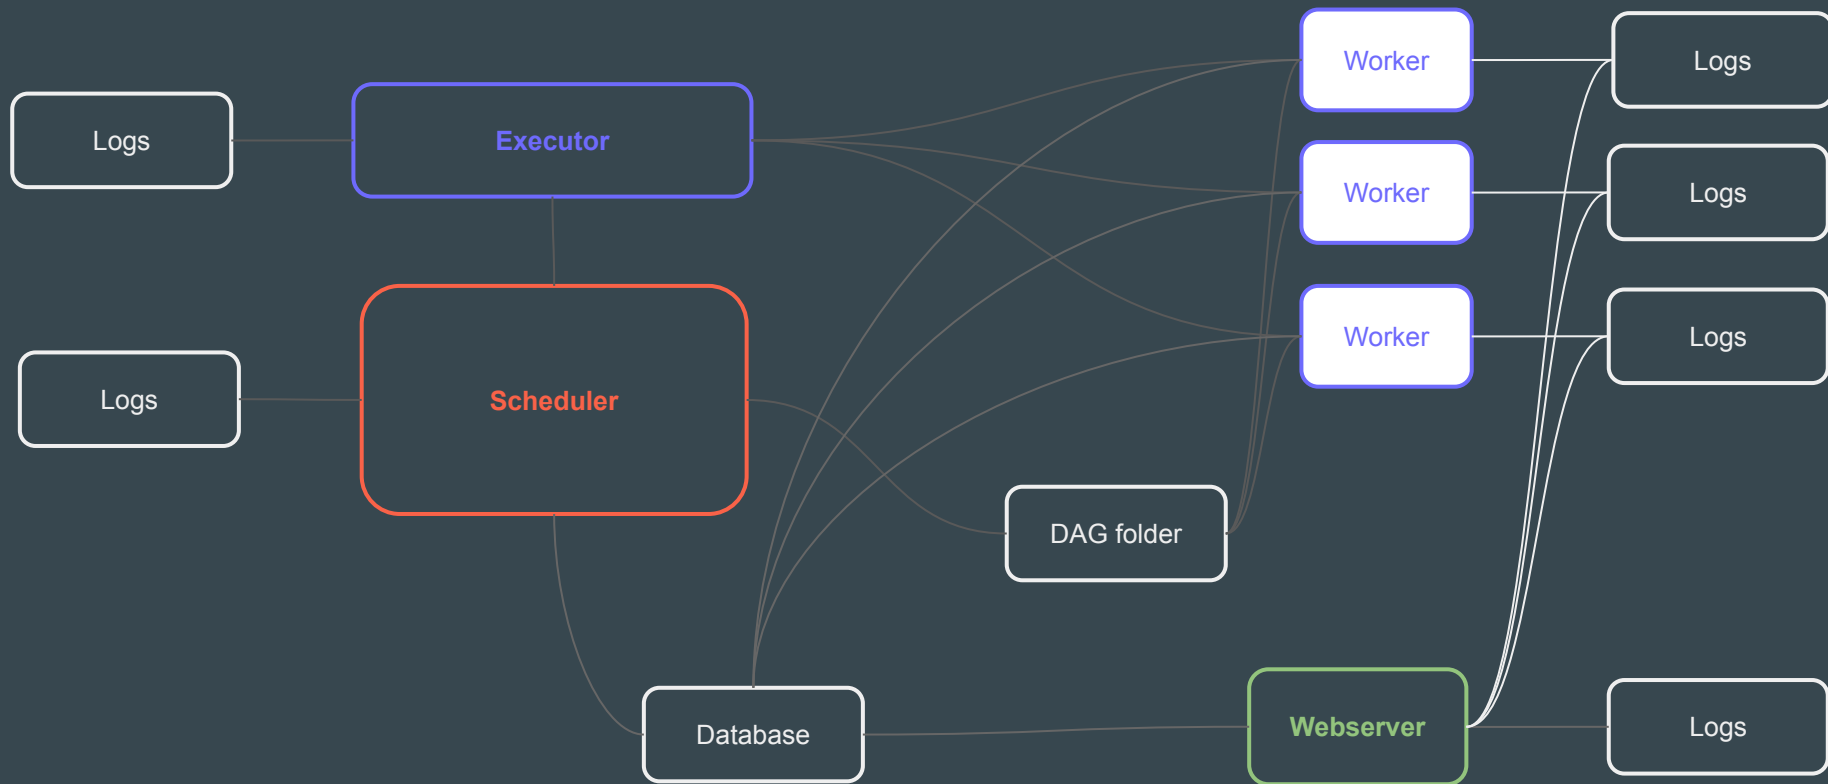 Worker
Logs
Logs
Executor
Worker
Logs
Worker
Logs
Logs
Scheduler
DAG folder
Database
Webserver
Logs